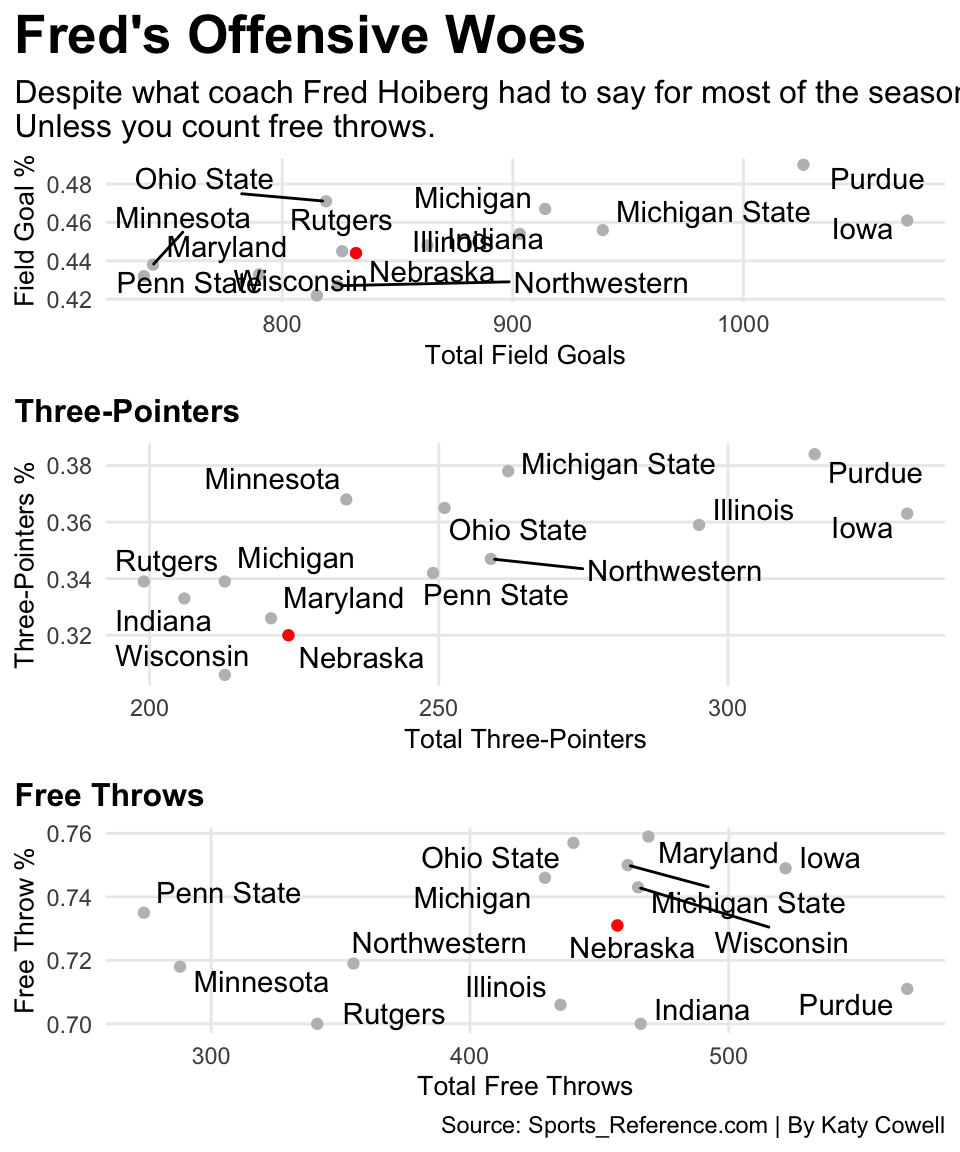 Fred's Offensive Woes
Despite what coach Fred Hoiberg had to say for most of the season
Unless you count free throws.
Field Goal %
0.48
0.46
0.44
0.42
Ohio State
Purdue
Michigan
Michigan State
Minnesota
Rutgers
Iowa
Maryland
Illinois
Indiana
Nebraska
Penn State
Wisconsin
Northwestern
800
900
1000
Total Field Goals
Three-Pointers
Three-Pointers %
0.38
0.36
0.34
0.32
Michigan State
Purdue
Minnesota
Illinois
Ohio State
Iowa
Rutgers
Michigan
Northwestern
Maryland
Penn State
Indiana
Wisconsin
Nebraska
200
250
300
Total Three-Pointers
Free Throws
Free Throw %
0.76
0.74
0.72
0.70
Ohio State
Maryland
Iowa
Penn State
Michigan
Michigan State
Northwestern
Nebraska
Wisconsin
Minnesota
Illinois
Purdue
Rutgers
Indiana
300
400
500
Total Free Throws
Source: Sports_Reference.com | By Katy Cowell